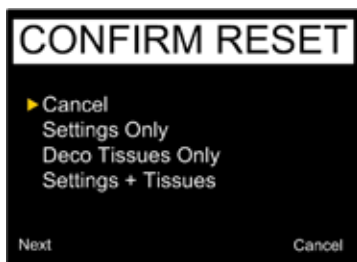 CONFIRM RESET
Cancel
Settings Only
Deco Tissues Only
Settings + Tissues
Next Cancel